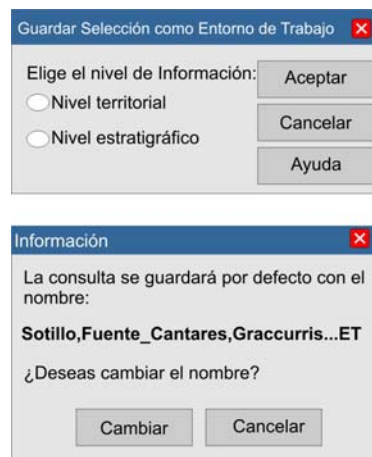 Guardar Selección como Entorno de Trabajo
Elige el nivel de Información:
Nivel territorial
Nivel estratigráfico
Aceptar
Cancelar
Ayuda
Información
La consulta se guardará por defecto con el
nombre:
Sotillo,Fuente_Cantares,Graccurris...ET
¿Deseas cambiar el nombre?
Cambiar
Cancelar